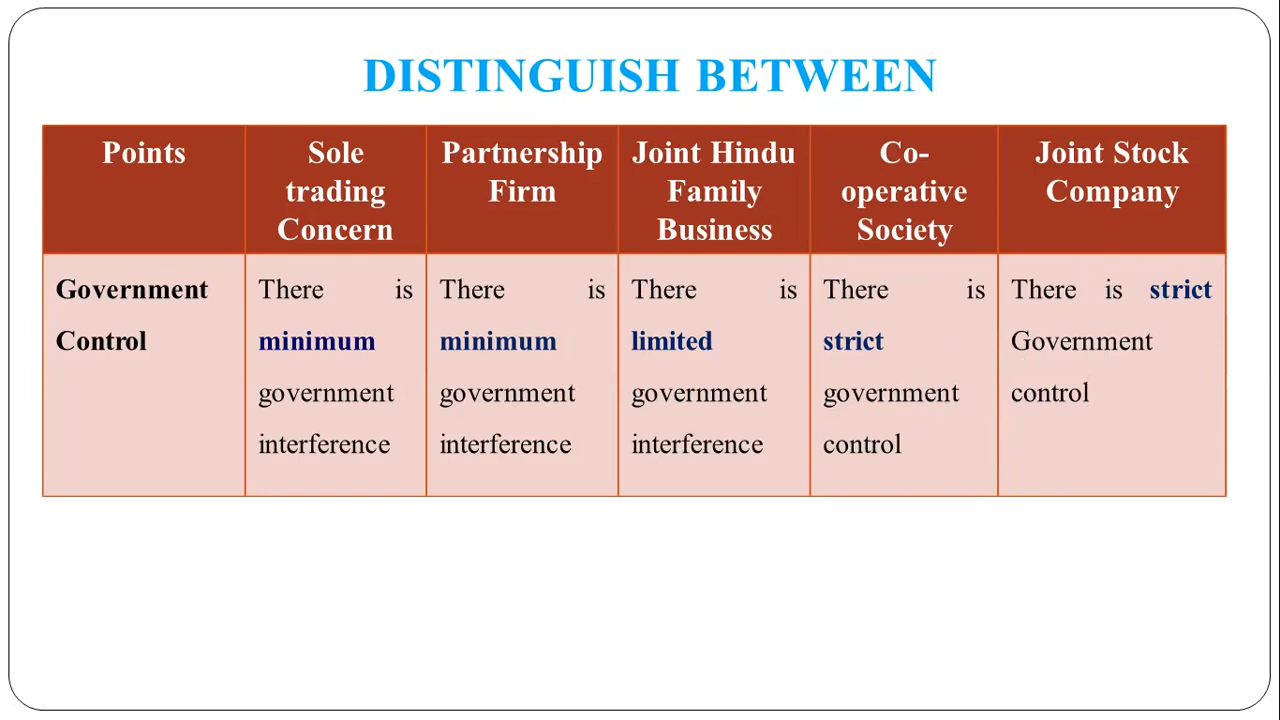 DISTINGUISH BETWEEN
Points
Sole
trading
Concern
Partnership
Firm
Joint Hindu
Family
Business
Co-
operative
Society
Joint Stock
Company
Government
Control
There is
minimum
government
interference
There is
minimum
government
interference
There is
limited
government
interference
There is
strict
government
control
There is strict
Government
control